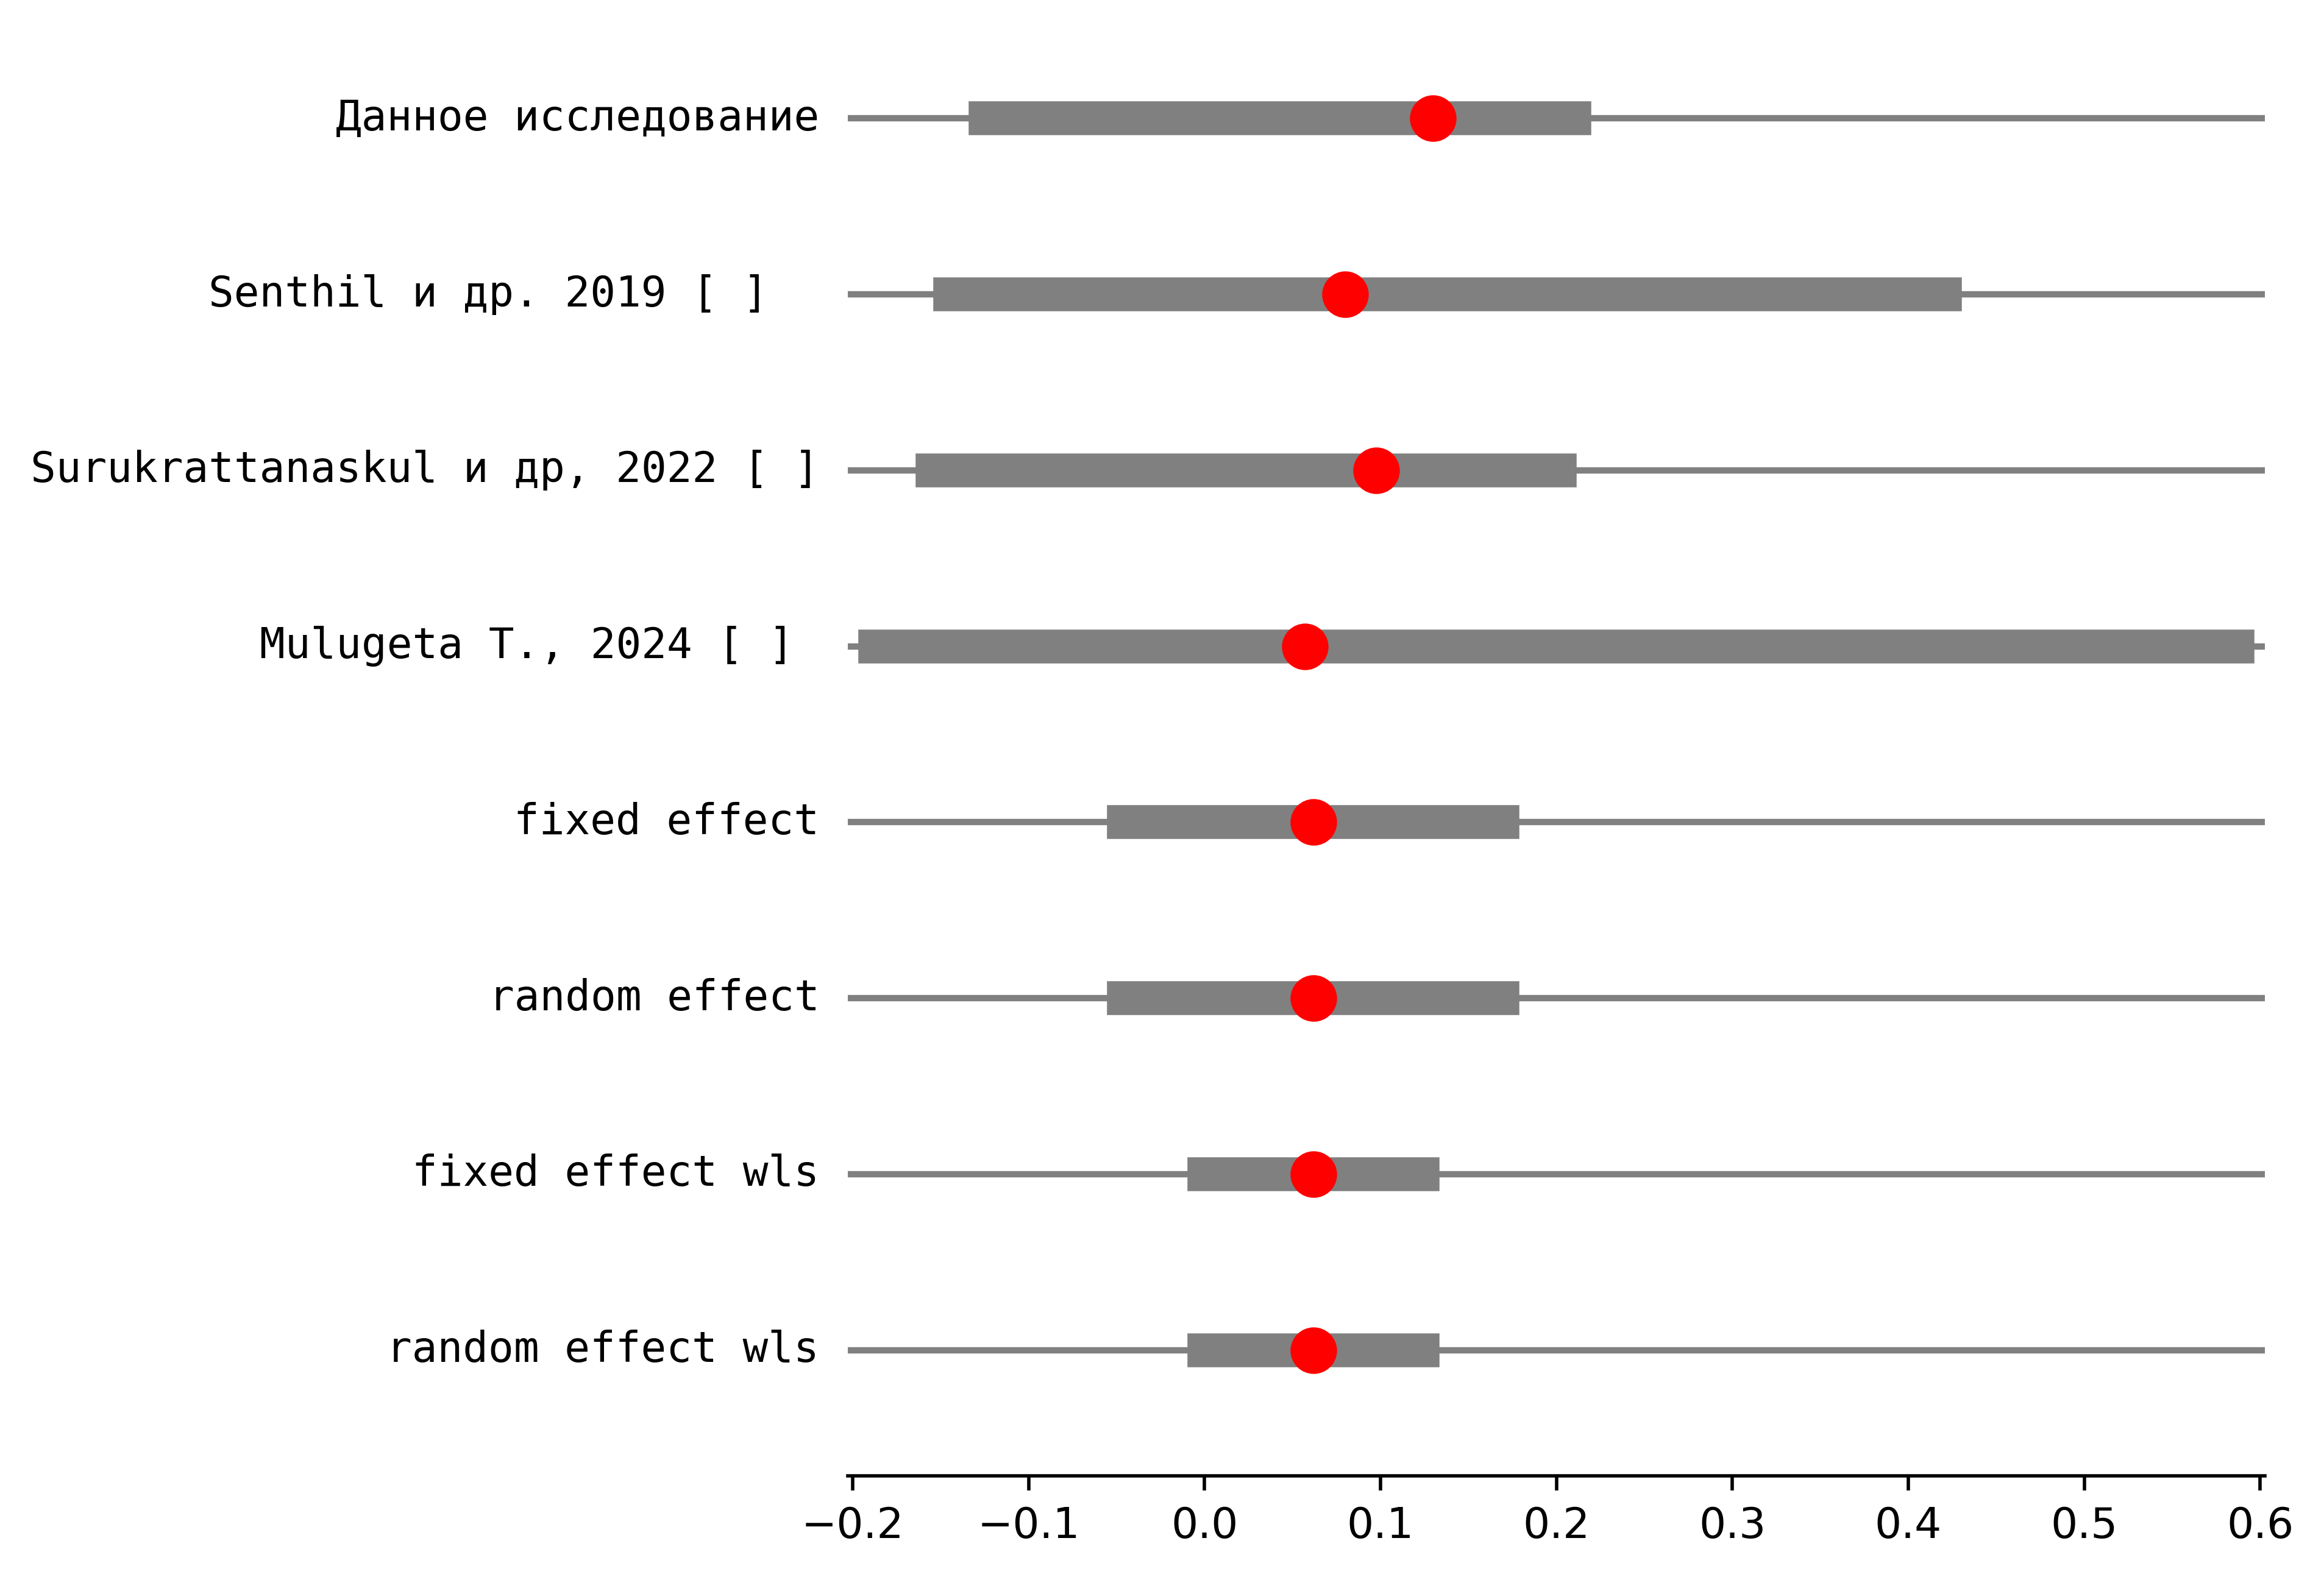 Данное исследование
Senthil и др. 2019 [ ]
Surukrattanaskul и др, 2022 [ ]
Mulugeta T., 2024 [ ]
fixed effect
random effect
fixed effect wls
random effect wls
−0.2 −0.1 0.0 0.1 0.2 0.3 0.4 0.5 0.6